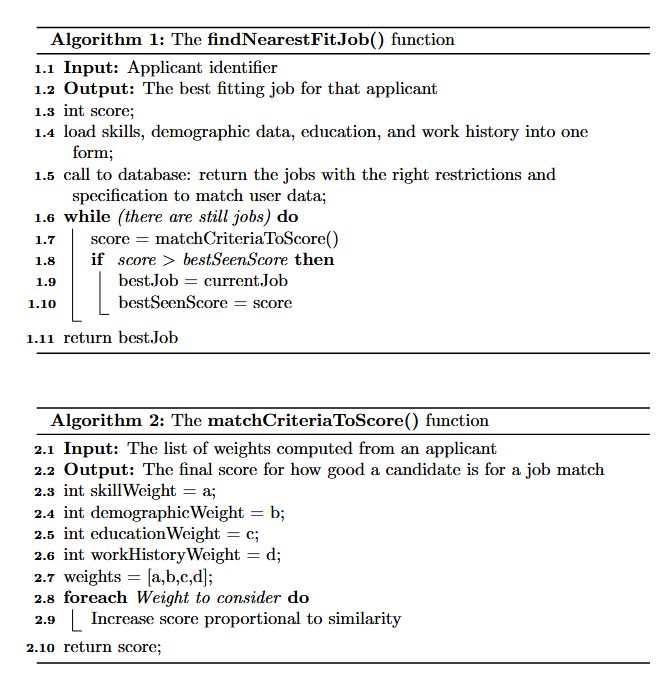 Algorithm 1: The findNearestFitJob() function
1.1 Input: Applicant identifier
1.2 Output: The best fitting job for that applicant
1.3 int score;
1.4 load skills, demographic data, education, and work history into one
form;
1.5 call to database: return the jobs with the right restrictions and
specification to match user data;
1.6 while (there are still jobs) do
1.7 score = matchCriteriaToScore()
1.8 if score > bestSeenScore then
1.9 bestJob = currentJob
1.10 bestSeenScore = score
1.11 return bestJob
Algorithm 2: The matchCriteriaToScore() function
2.1 Input: The list of weights computed from an applicant
2.2 Output: The final score for how good a candidate is for a job match
2.3 int skillWeight = a;
2.4 int demographicWeight = b;
2.5 int educationWeight = c;
2.6 int workHistoryWeight = d;
2.7 weights = [a,b,c,d];
2.8 foreach Weight to consider do
2.9 Increase score proportional to similarity
2.10 return score;